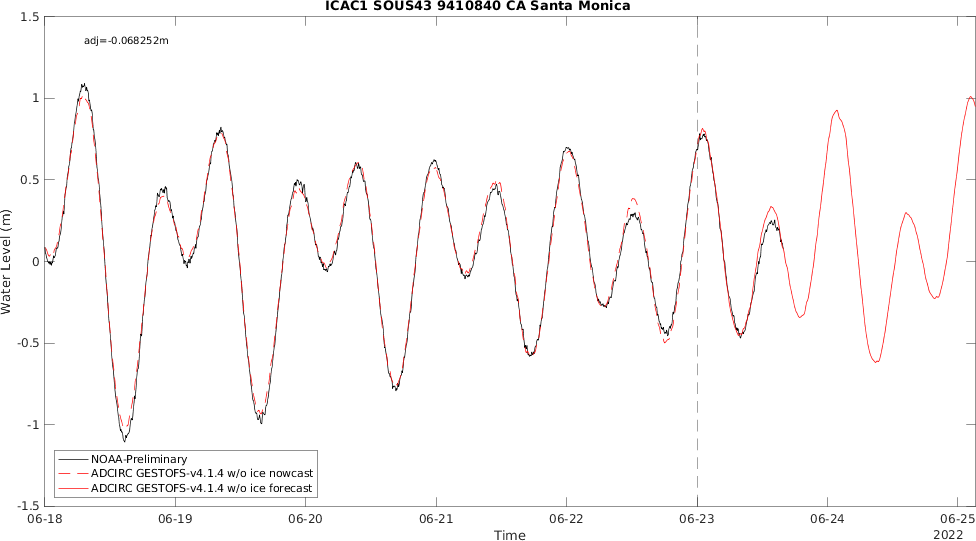 ICAC1 SOUS43 9410840 CA Santa Monica
adj=-0.068252m
1.5
1
0.5
0
-0.5
-1
-1.5
Water Level (m)
NOAA-Preliminary
ADCIRC GESTOFS-v4.1.4 w/o ice nowcast
ADCIRC GESTOFS-v4.1.4 w/o ice forecast
06-18 06-19 06-20 06-21 06-22 06-23 06-24 06-25
Time
2022